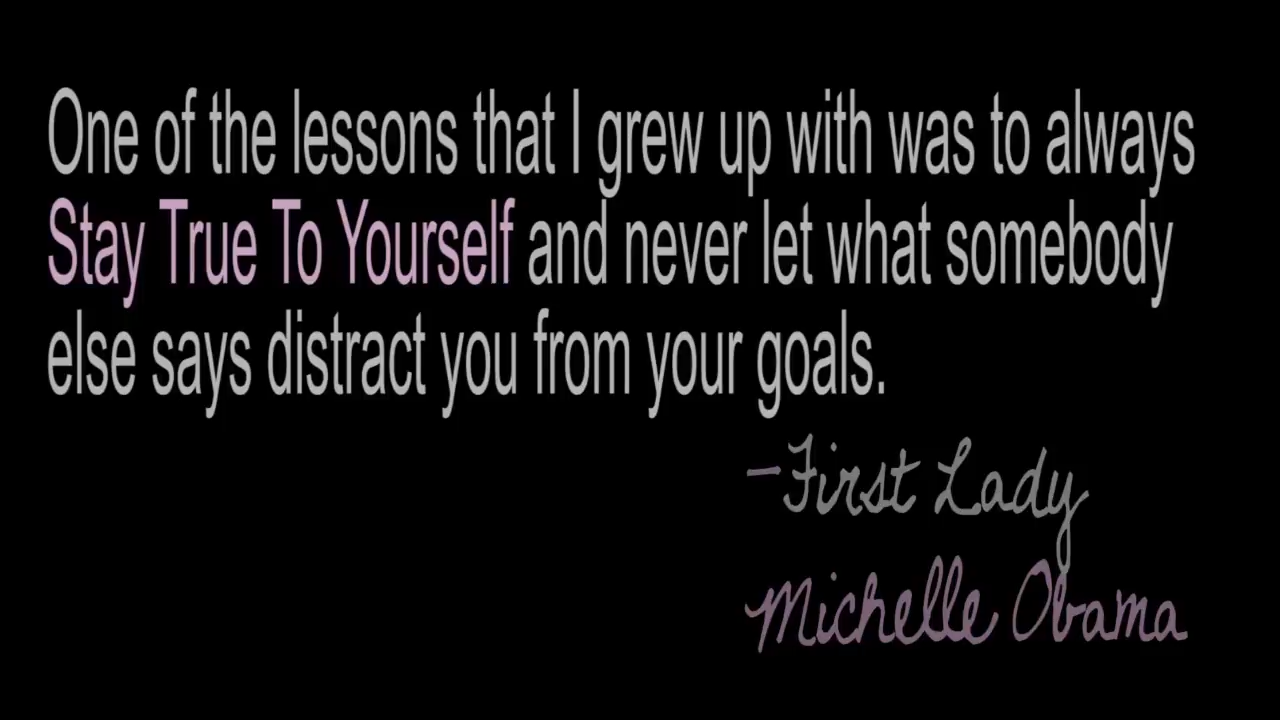 One of the lessons that I grew up with was to always
Stay True To Yourself and never let what somebody
else says distract you from your goals.
-First Lady
Michelle Obama